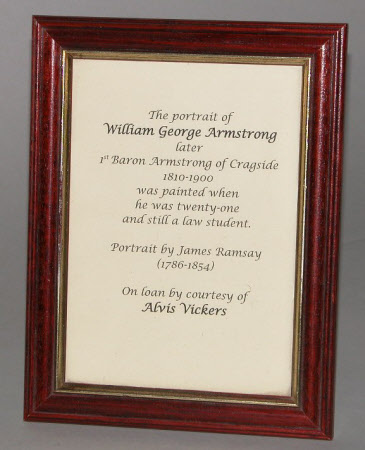 The portrait of
William George Armstrong
later
1st Baron Armstrong of Cragside
1810-1900
was painted when
he was twenty-one
and still a law student.
Portrait by James Ramsay
(1786-1854)
On loan by courtesy of
Alvis Vickers